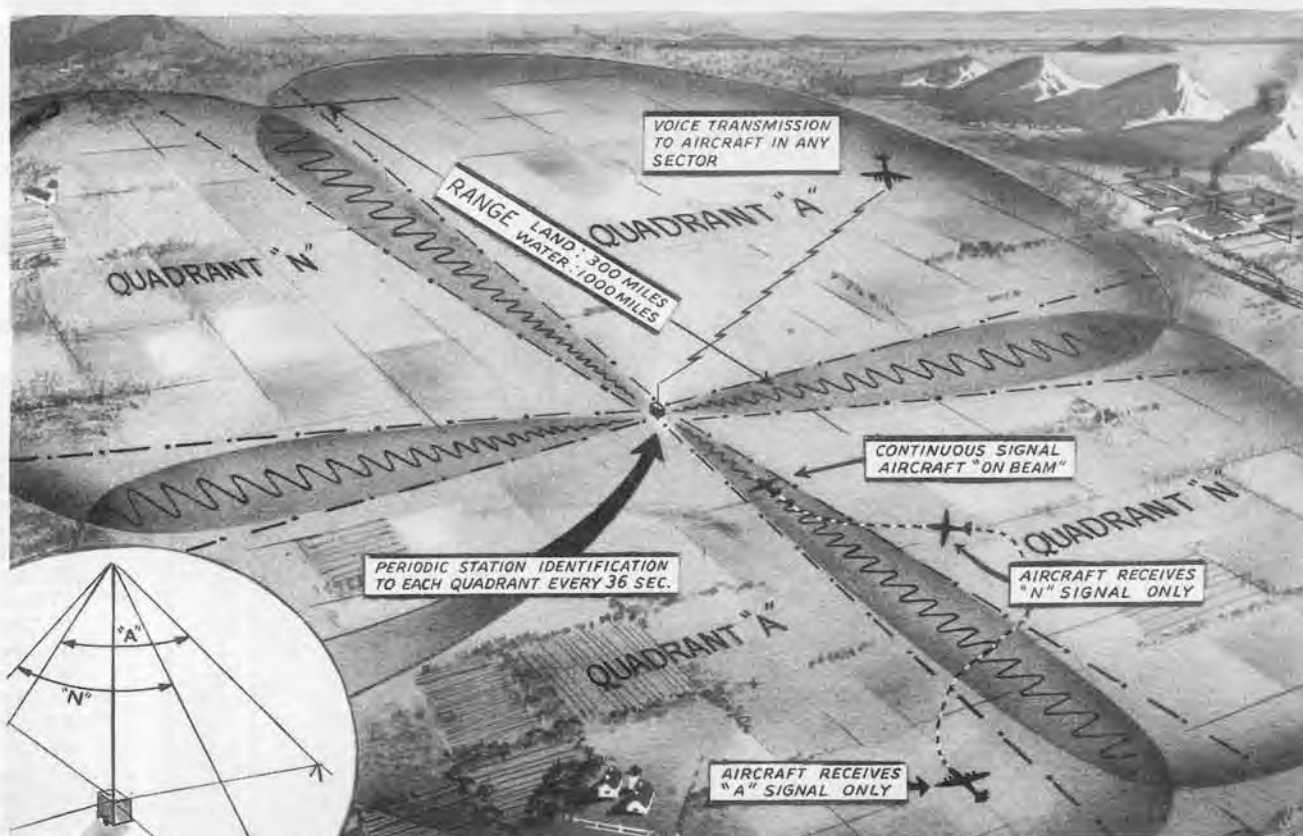 VOICE TRANSMISSION
TO AIRCRAFT IN ANY
SECTOR
QUADRANT "A"
QUADRANT "N"
RANGE LAND: 300 MILES
WATER: 1000 MILES
CONTINUOUS SIGNAL
AIRCRAFT "ON BEAM"
QUADRANT "N"
PERIODIC STATION IDENTIFICATION
TO EACH QUADRANT EVERY 36 SEC.
AIRCRAFT RECEIVES
"N" SIGNAL ONLY
QUADRANT "A"
"A"
"N"
AIRCRAFT RECEIVES
"A" SIGNAL ONLY